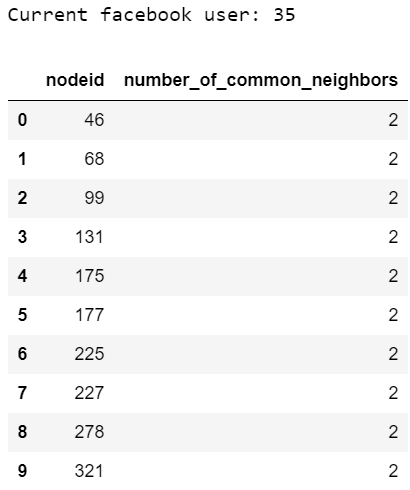 Current facebook user: 35
nodeid number_of_common_neighbors
0 46 2
1 68 2
2 99 2
3 131 2
4 175 2
5 177 2
6 225 2
7 227 2
8 278 2
9 321 2